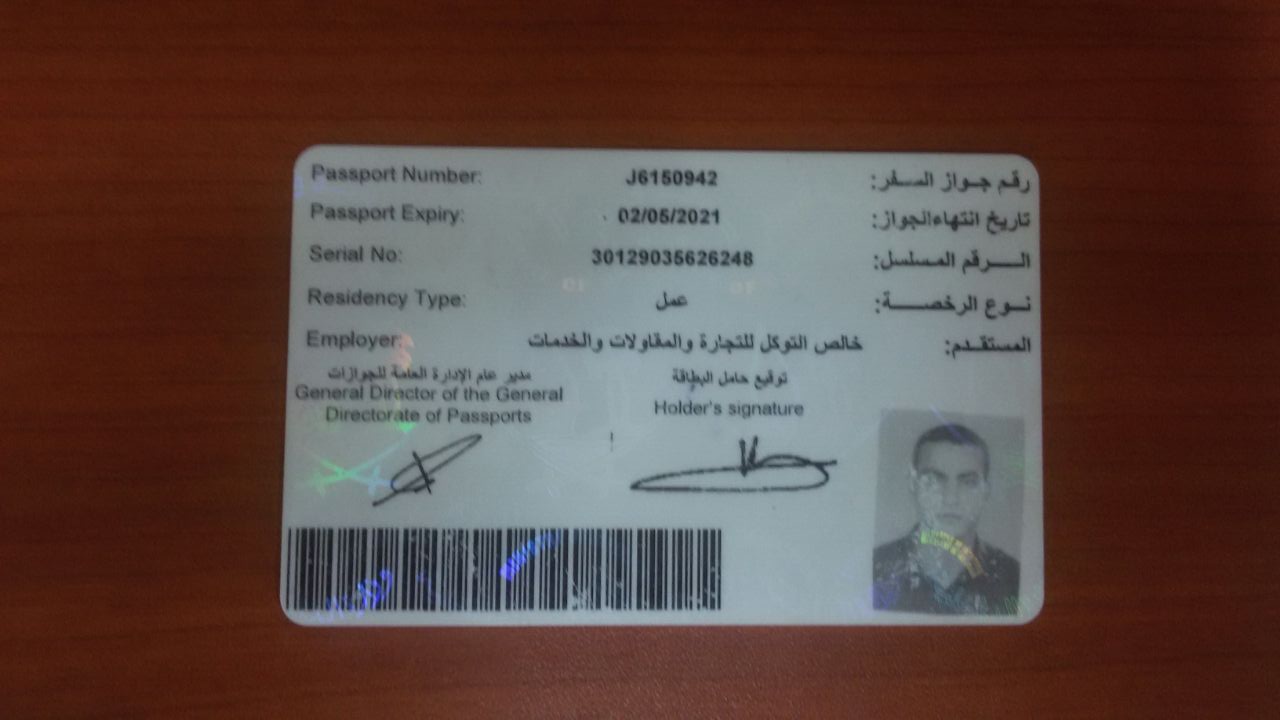 Passport Number: J6150942 رقم جواز السفر:
Passport Expiry: 02/05/2021 تاريخ انتهاء الجواز:
Serial No: 30129035626248 الرقم المسلسل:
Residency Type: عمل نوع الرخصة:
Employer: خالص التوكل للتجارة والمقاولات والخدمات المستقدم:
مدير عام الإدارة العامة للجوازات
General Director of the General
Directorate of Passports
توقيع حامل البطاقة
Holder's signature